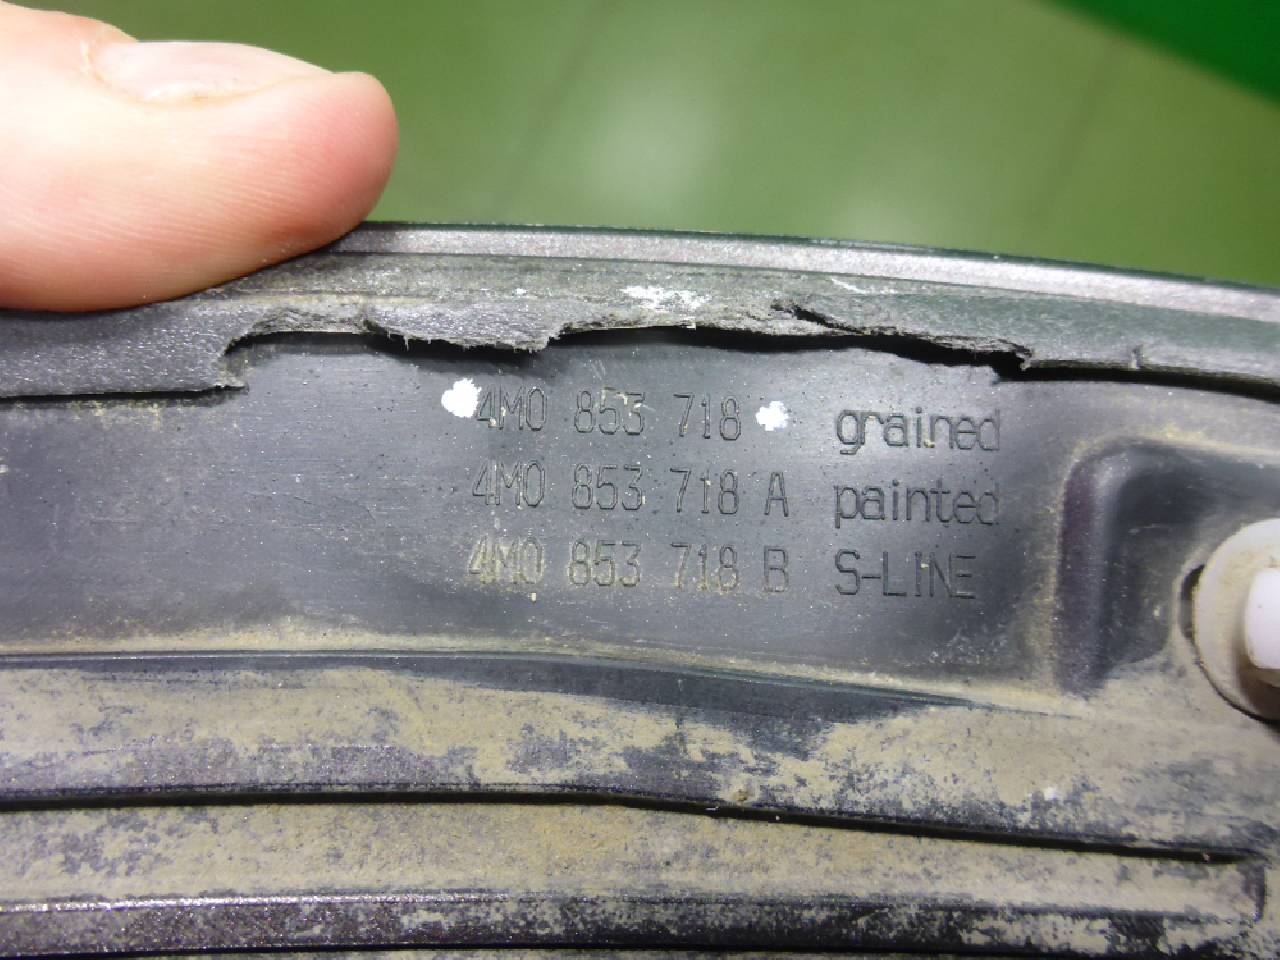 4M0 853 718 grained
4M0 853 718 A painted
4M0 853 718 B S-LINE